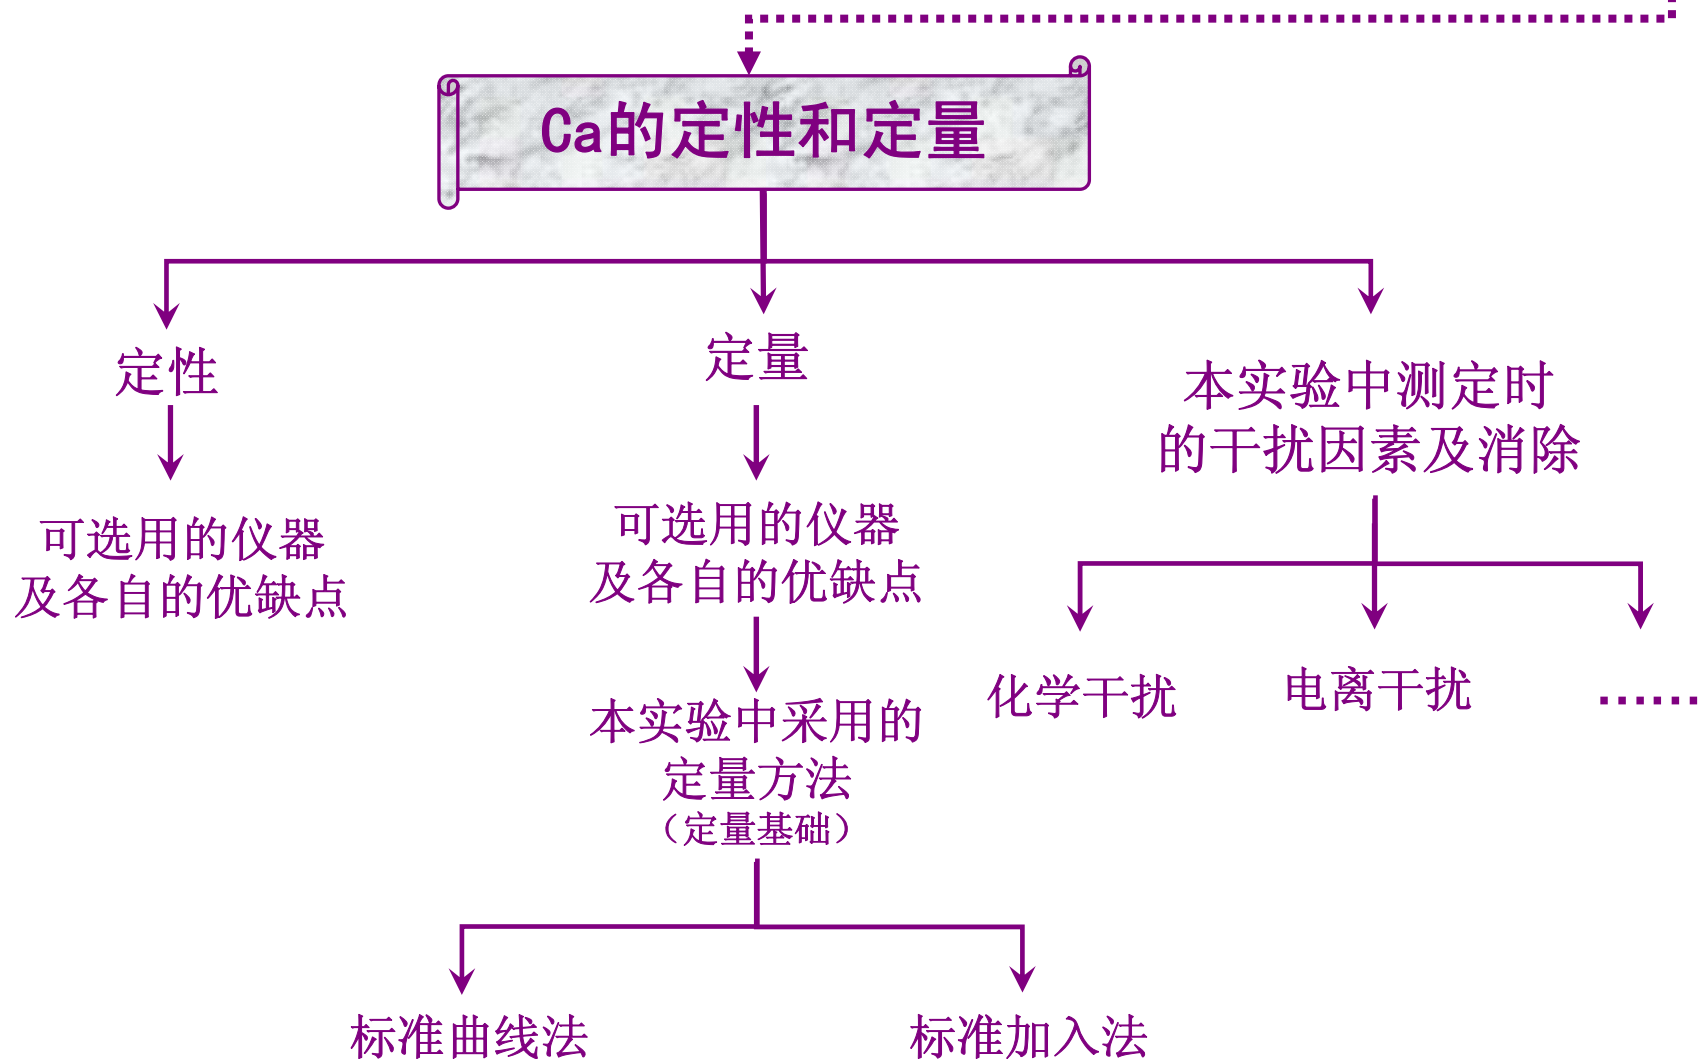 Ca的定性和定量
定性
可选用的仪器
及各自的优缺点
定量
可选用的仪器
及各自的优缺点
本实验中采用的
定量方法
（定量基础）
标准曲线法
标准加入法
本实验中测定时
的干扰因素及消除
化学干扰
电离干扰
……